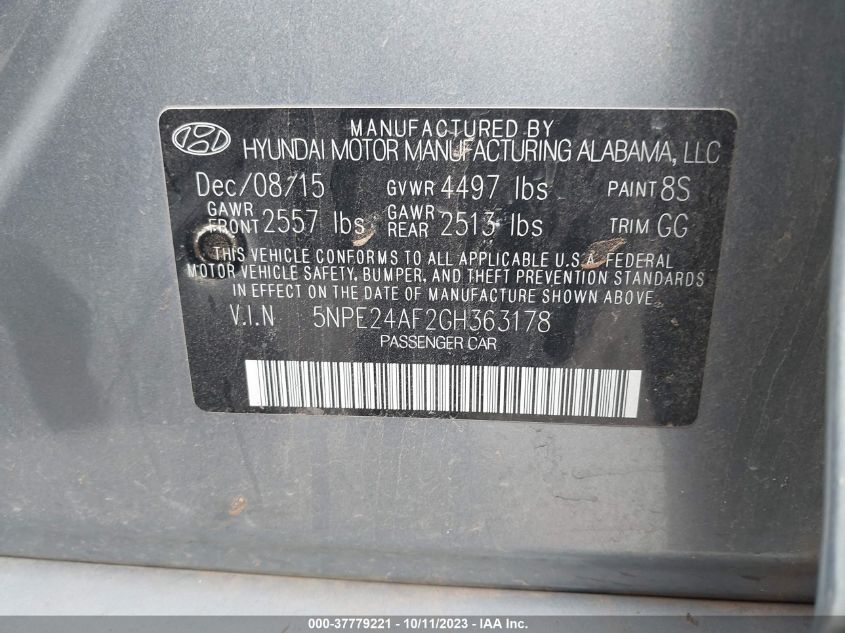 MANUFACTURED BY
HYUNDAI MOTOR MANUFACTURING ALABAMA, LLC
Dec/08/15 GVWR 4497 lbs PAINT 8S
GAWR FRONT 2557 lbs GAWR REAR 2513 lbs TRIM GG
THIS VEHICLE CONFORMS TO ALL APPLICABLE U.S.A. FEDERAL
MOTOR VEHICLE SAFETY, BUMPER, AND THEFT PREVENTION STANDARDS
IN EFFECT ON THE DATE OF MANUFACTURE SHOWN ABOVE.
V.I.N 5NPE24AF2GH363178
PASSENGER CAR
000-37779221 - 10/11/2023 - IAA Inc.